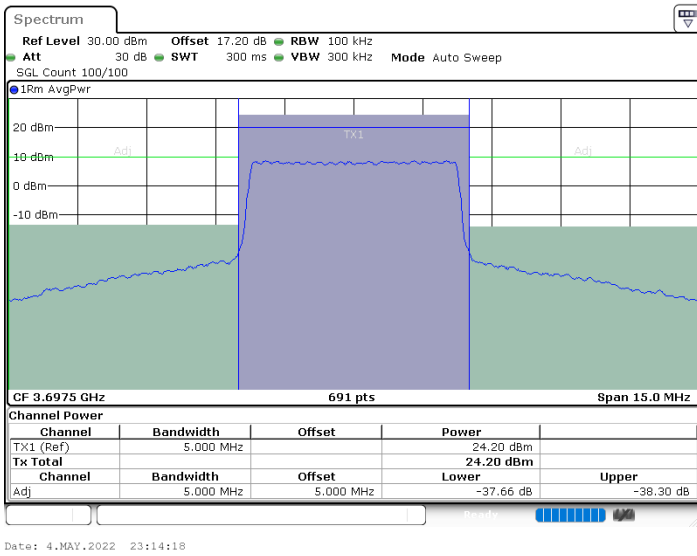 Spectrum
Ref Level 30.00 dBm Offset 17.20 dB RBW 100 kHz
Att 30 dB SWT 300 ms VBW 300 kHz Mode Auto Sweep
SGL Count 100/100
1Rm AvgPwr
20 dBm
TX1
Adj Adj
10 dBm
0 dBm
-10 dBm
CF 3.6975 GHz 691 pts Span 15.0 MHz
Channel Power
Channel Bandwidth Offset Power
TX1 (Ref) 5.000 MHz 24.20 dBm
Tx Total 24.20 dBm
Channel Bandwidth Offset Lower Upper
Adj 5.000 MHz 5.000 MHz -37.66 dB -38.30 dB
Ready
Date: 4.MAY.2022 23:14:18